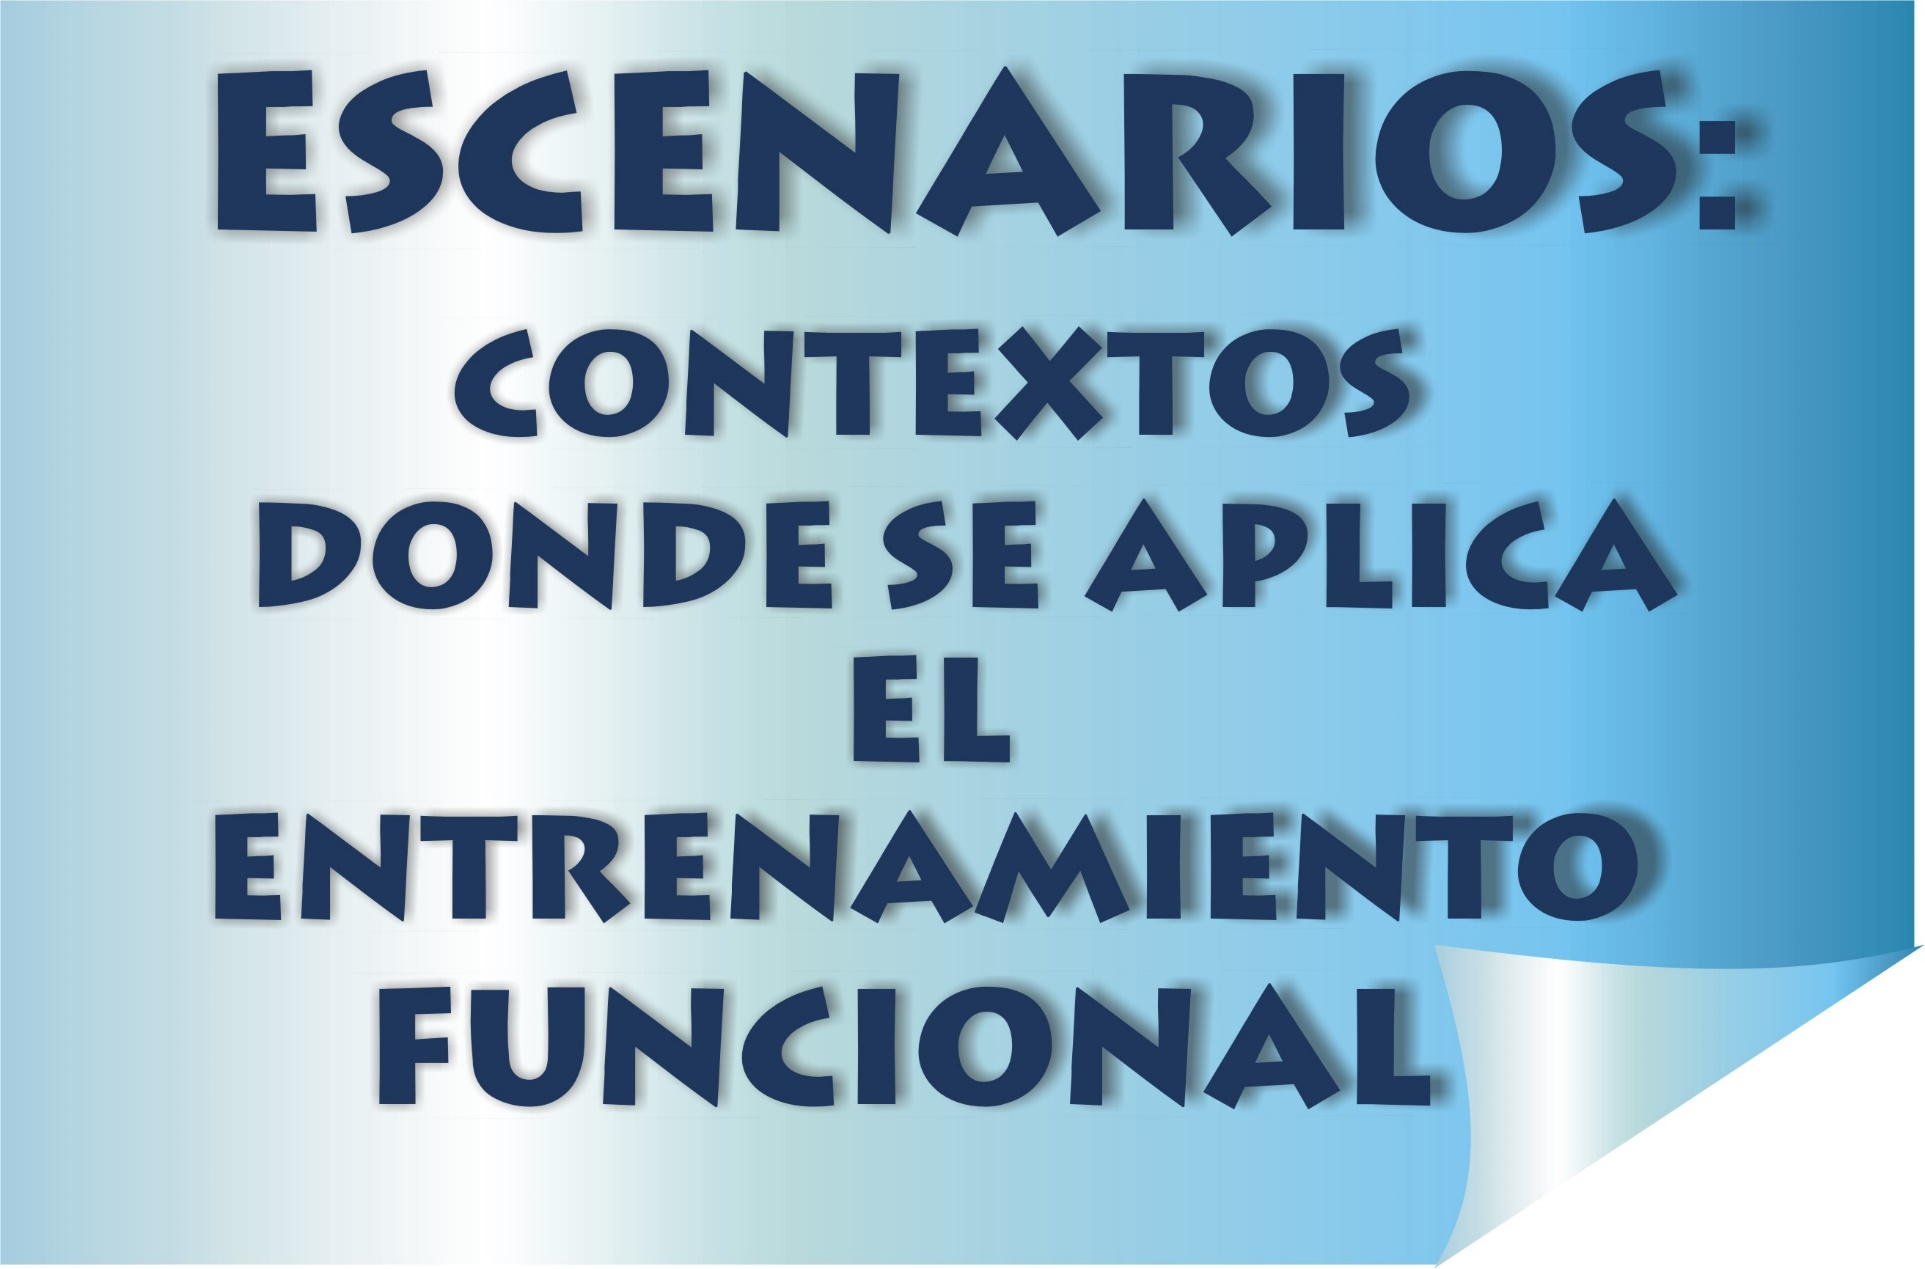 ESCENARIOS:
CONTEXTOS
DONDE SE APLICA
EL
ENTRENAMIENTO
FUNCIONAL